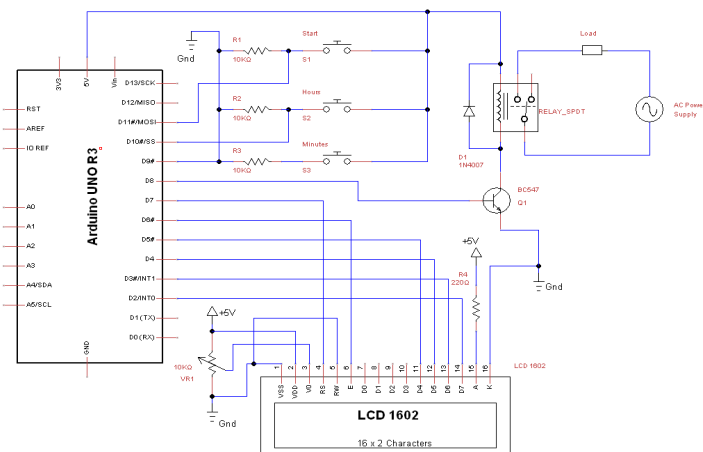 Start
R1
10KΩ
S1
Gnd
Hours
R2
10KΩ
S2
Minutes
R3
10KΩ
S3
Load
AC Powe
Supply
RELAY_SPDT
D1
1N4007
BC547
Q1
Gnd
+5V
R4
220Ω
Arduino UNO R3
3V3
5V
Vin
RST
AREF
IO REF
A0
A1
A2
A3
A4/SDA
A5/SCL
GND
D13/SCK
D12/MISO
D11#/MOSI
D10#/SS
D9#
D8
D7
D6#
D5#
D4
D3#/INT1
D2/INT0
D1(TX)
D0(RX)
+5V
10KΩ
VR1
Gnd
LCD 1602
1 2 3 4 5 6 7 8 9 10 11 12 13 14 15 16
VSS VDD V0 RS RW E D0 D1 D2 D3 D4 D5 D6 D7 A K
LCD 1602
16 x 2 Characters